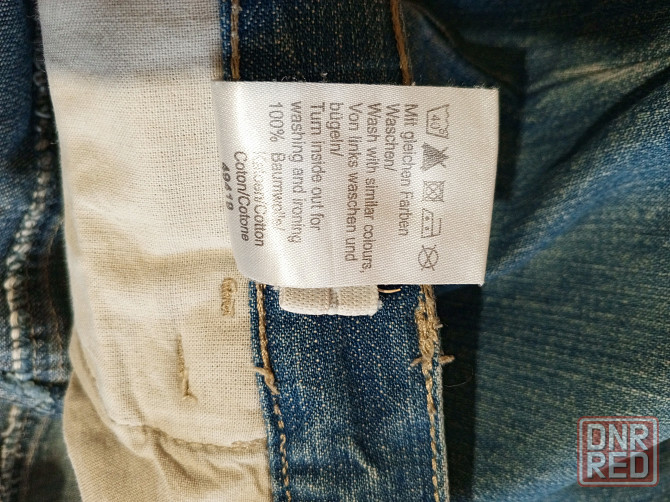 40°
Mit gleichen Farben
Waschen/
Wash with similar colours,
Von links waschen und
bügeln/
Turn inside out for
washing and ironing
100% Baumwolle/
Katoen/Cotton
Coton/Cotone
49419
DNR
RED